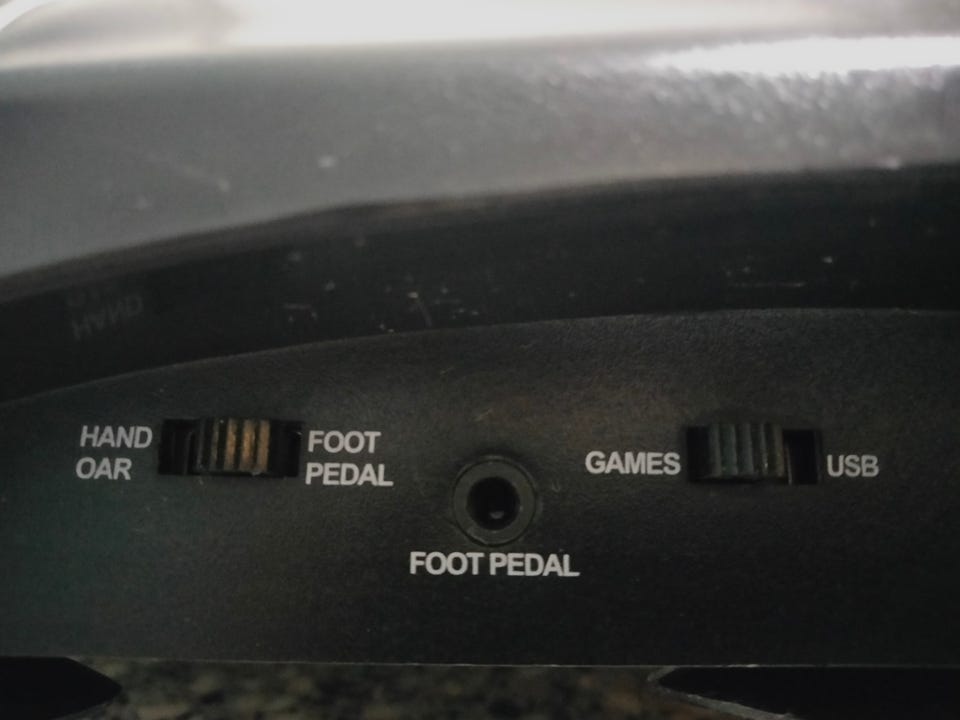 HAND
OAR
FOOT
PEDAL
FOOT PEDAL
GAMES
USB